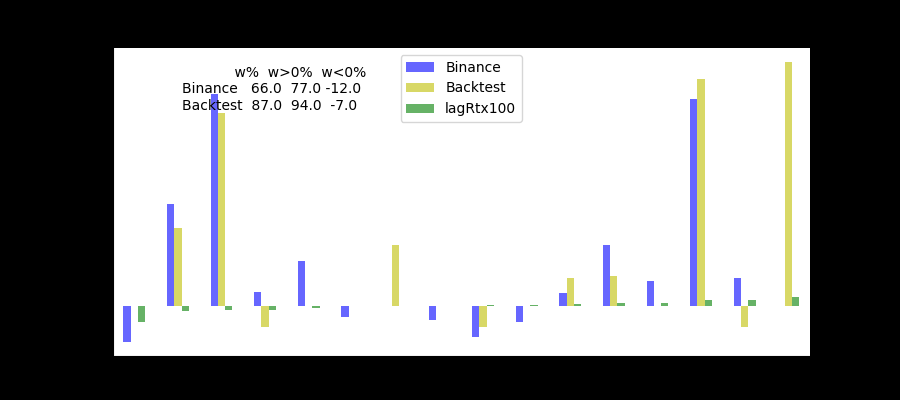 w% w>0% w<0%
Binance 66.0 77.0 -12.0
Backtest 87.0 94.0 -7.0
Binance
Backtest
lagRtx100